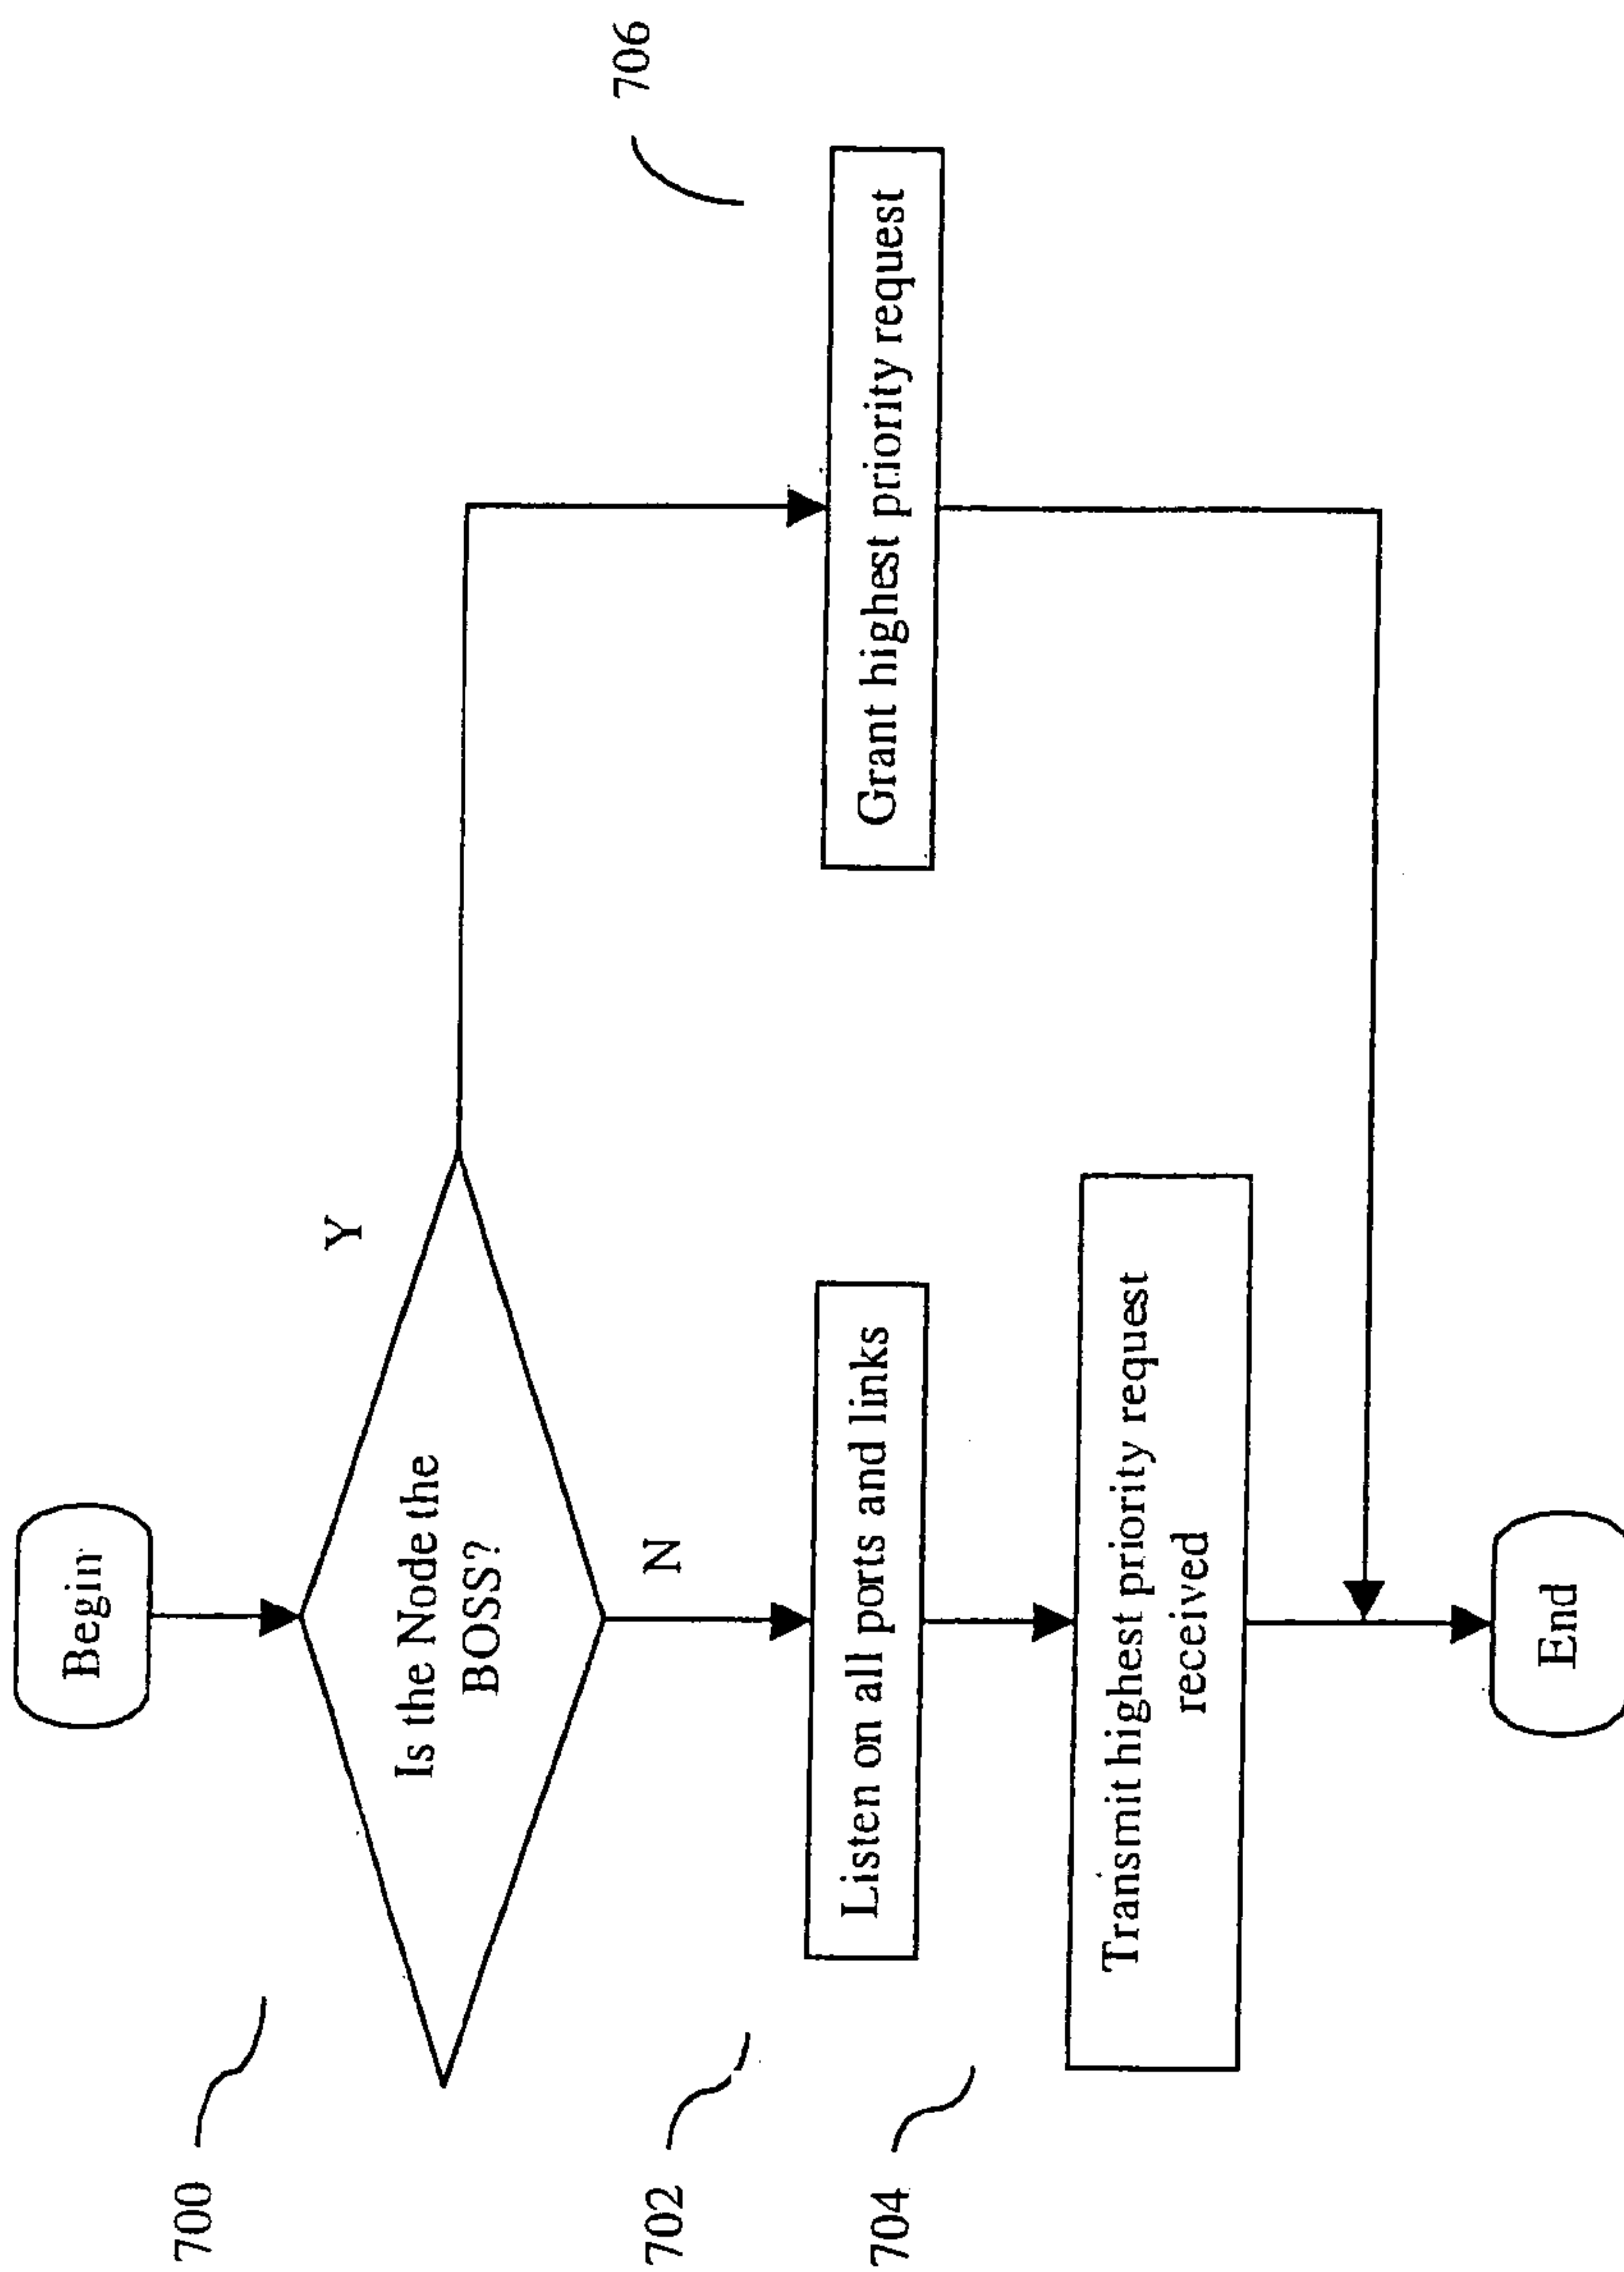 Begin
700
Is the Node the
BOSS?
Y
N
702
Listen on all ports and links
706
Grant highest priority request
704
Transmit highest priority request
received
End